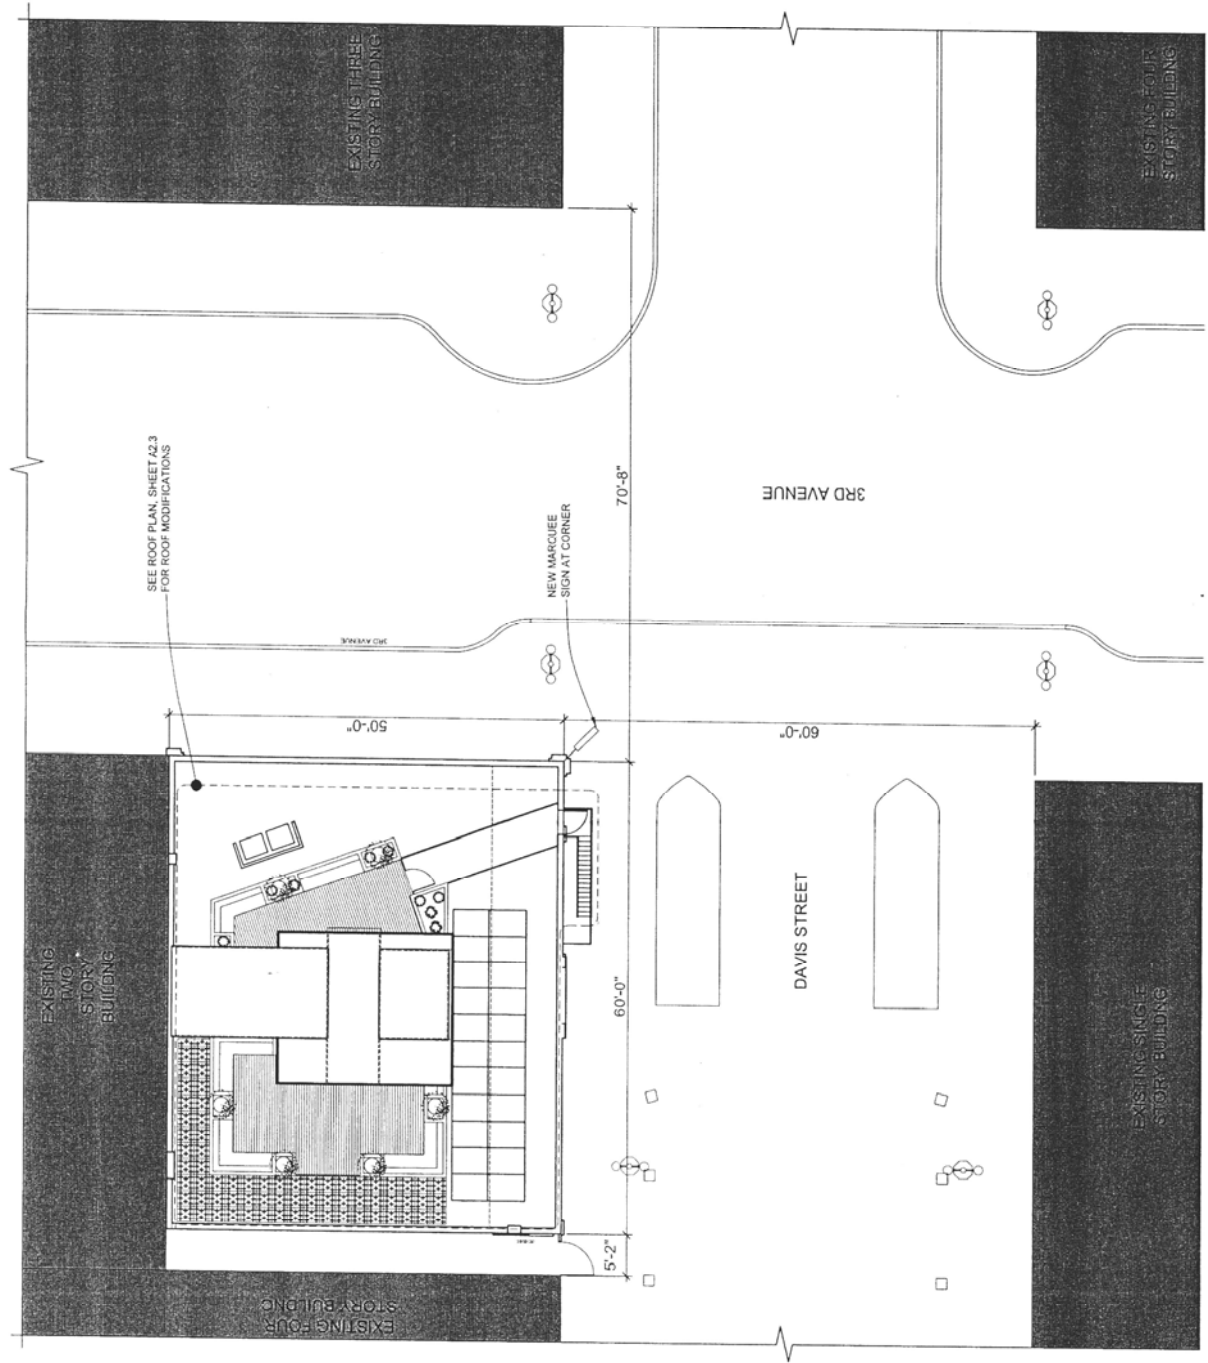 EXISTING THREE
STORY BUILDING
EXISTING FOUR
STORY BUILDING
SEE ROOF PLAN, SHEET A2.3
FOR ROOF MODIFICATIONS
70'-8"
3RD AVENUE
NEW MARQUEE
SIGN AT CORNER
3RD AVENUE
50'-0"
60'-0"
EXISTING
TWO
STORY
BUILDING
60'-0"
DAVIS STREET
EXISTING SINGLE
STORY BUILDING
5'-2"
EXISTING FOUR
STORY BUILDING